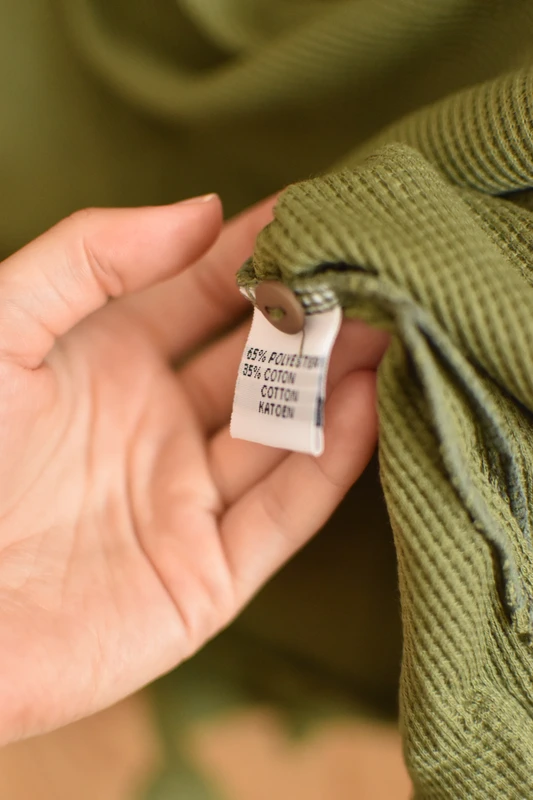 65% POLYESTER
35% COTON
COTTON
KATOEN